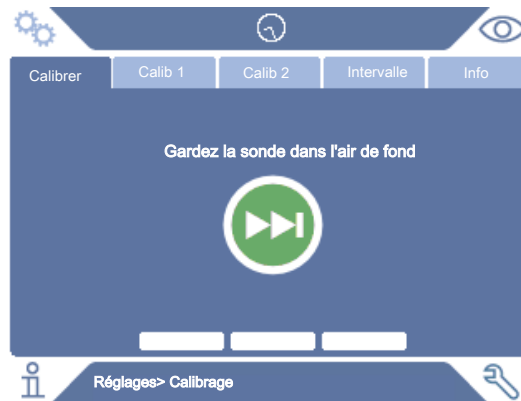 Calibrer Calib 1 Calib 2 Intervalle Info
Gardez la sonde dans l'air de fond
Réglages> Calibrage